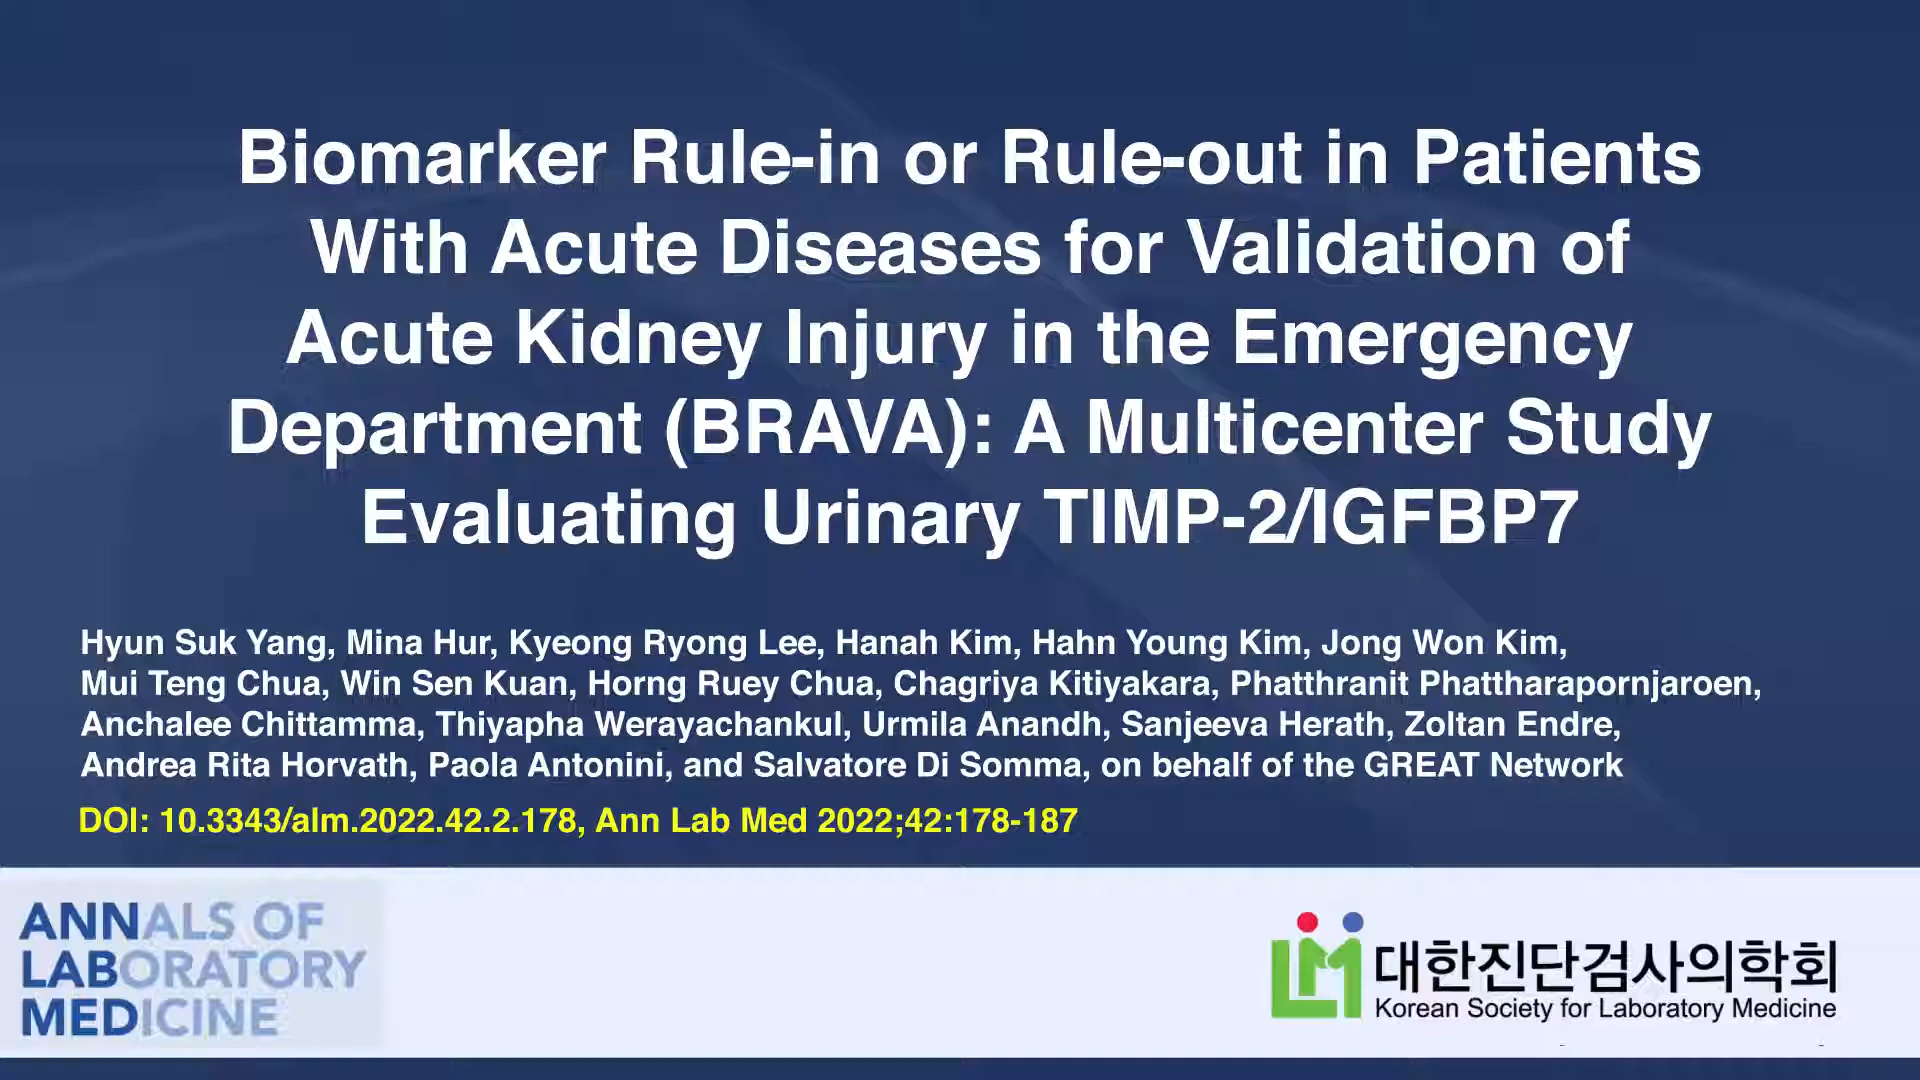 Biomarker Rule-in or Rule-out in Patients
With Acute Diseases for Validation of
Acute Kidney Injury in the Emergency
Department (BRAVA): A Multicenter Study
Evaluating Urinary TIMP-2/IGFBP7
Hyun Suk Yang, Mina Hur, Kyeong Ryong Lee, Hanah Kim, Hahn Young Kim, Jong Won Kim,
Mui Teng Chua, Win Sen Kuan, Horng Ruey Chua, Chagriya Kitiyakara, Phatthranit Phattharapornjaroen,
Anchalee Chittamma, Thiyapha Werayachankul, Urmila Anandh, Sanjeeva Herath, Zoltan Endre,
Andrea Rita Horvath, Paola Antonini, and Salvatore Di Somma, on behalf of the GREAT Network
DOI: 10.3343/alm.2022.42.2.178, Ann Lab Med 2022;42:178-187
ANNALS OF
LABORATORY
MEDICINE
LM 대한진단검사의학회
Korean Society for Laboratory Medicine